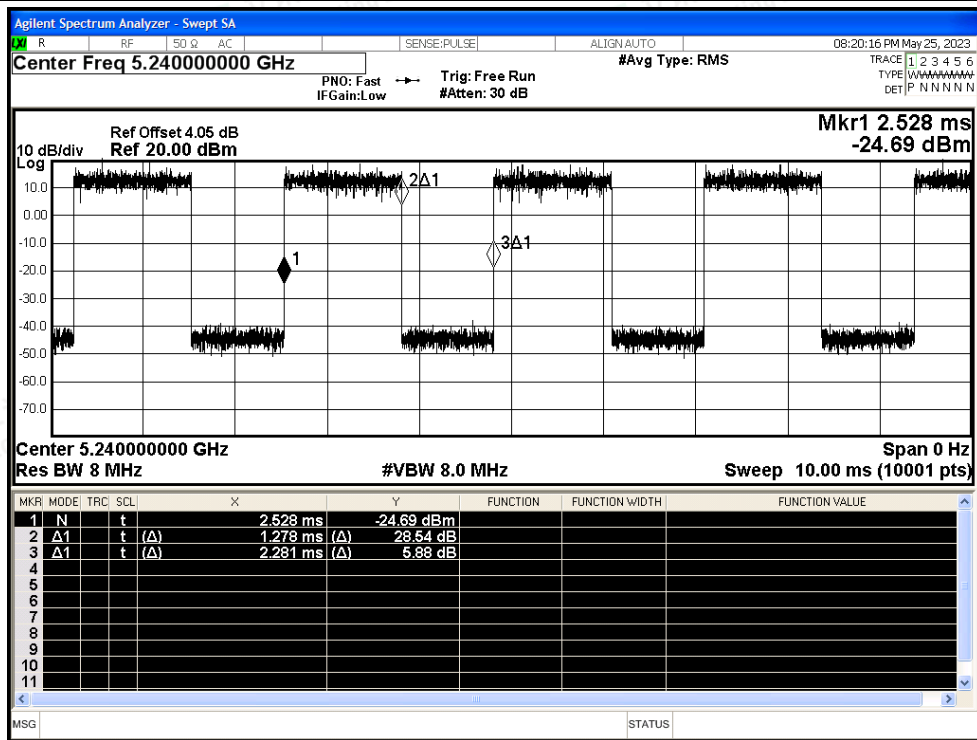 Agilent Spectrum Analyzer - Swept SA
LXI R RF 50 Ω AC SENSE:PULSE ALIGN AUTO 08:20:16 PM May 25, 2023
Center Freq 5.240000000 GHz
PNO: Fast
IFGain:Low
Trig: Free Run
#Atten: 30 dB
#Avg Type: RMS
TRACE 1 2 3 4 5 6
TYPE
DET P N N N N N
Mkr1 2.528 ms
-24.69 dBm
Ref Offset 4.05 dB
10 dB/div Ref 20.00 dBm
Log
10.0
0.00
-10.0
-20.0
-30.0
-40.0
-50.0
-60.0
-70.0
2Δ1
3Δ1
1
Center 5.240000000 GHz Span 0 Hz
Res BW 8 MHz #VBW 8.0 MHz Sweep 10.00 ms (10001 pts)
MKR MODE TRC SCL X Y FUNCTION FUNCTION WIDTH FUNCTION VALUE
1 N t 2.528 ms -24.69 dBm
2 Δ1 t (Δ) 1.278 ms (Δ) 28.54 dB
3 Δ1 t (Δ) 2.281 ms (Δ) 5.88 dB
4
5
6
7
8
9
10
11
MSG STATUS